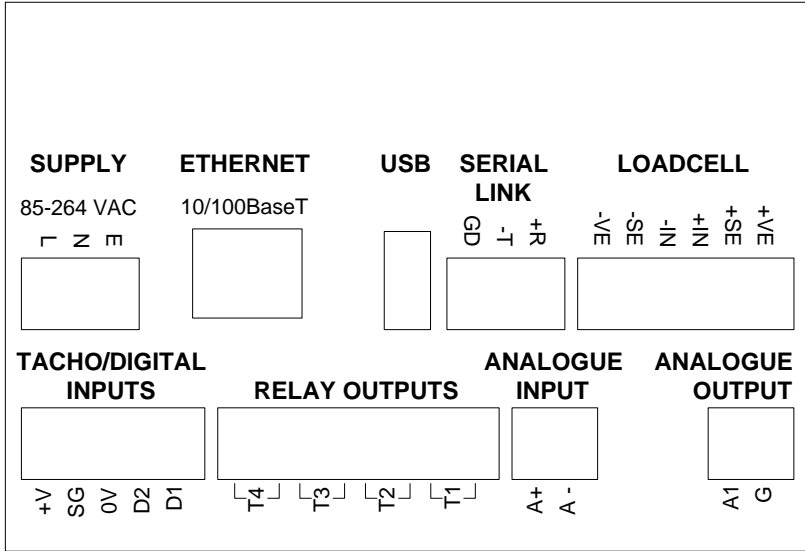 SUPPLY
85-264 VAC
L N E
ETHERNET
10/100BaseT
USB
SERIAL
LINK
GD -T +R
LOADCELL
-VE -SE -IN +IN +SE +VE
TACHO/DIGITAL
INPUTS
+V SG 0V D2 D1
RELAY OUTPUTS
T4 T3 T2 T1
ANALOGUE
INPUT
A+ A -
ANALOGUE
OUTPUT
A1 G